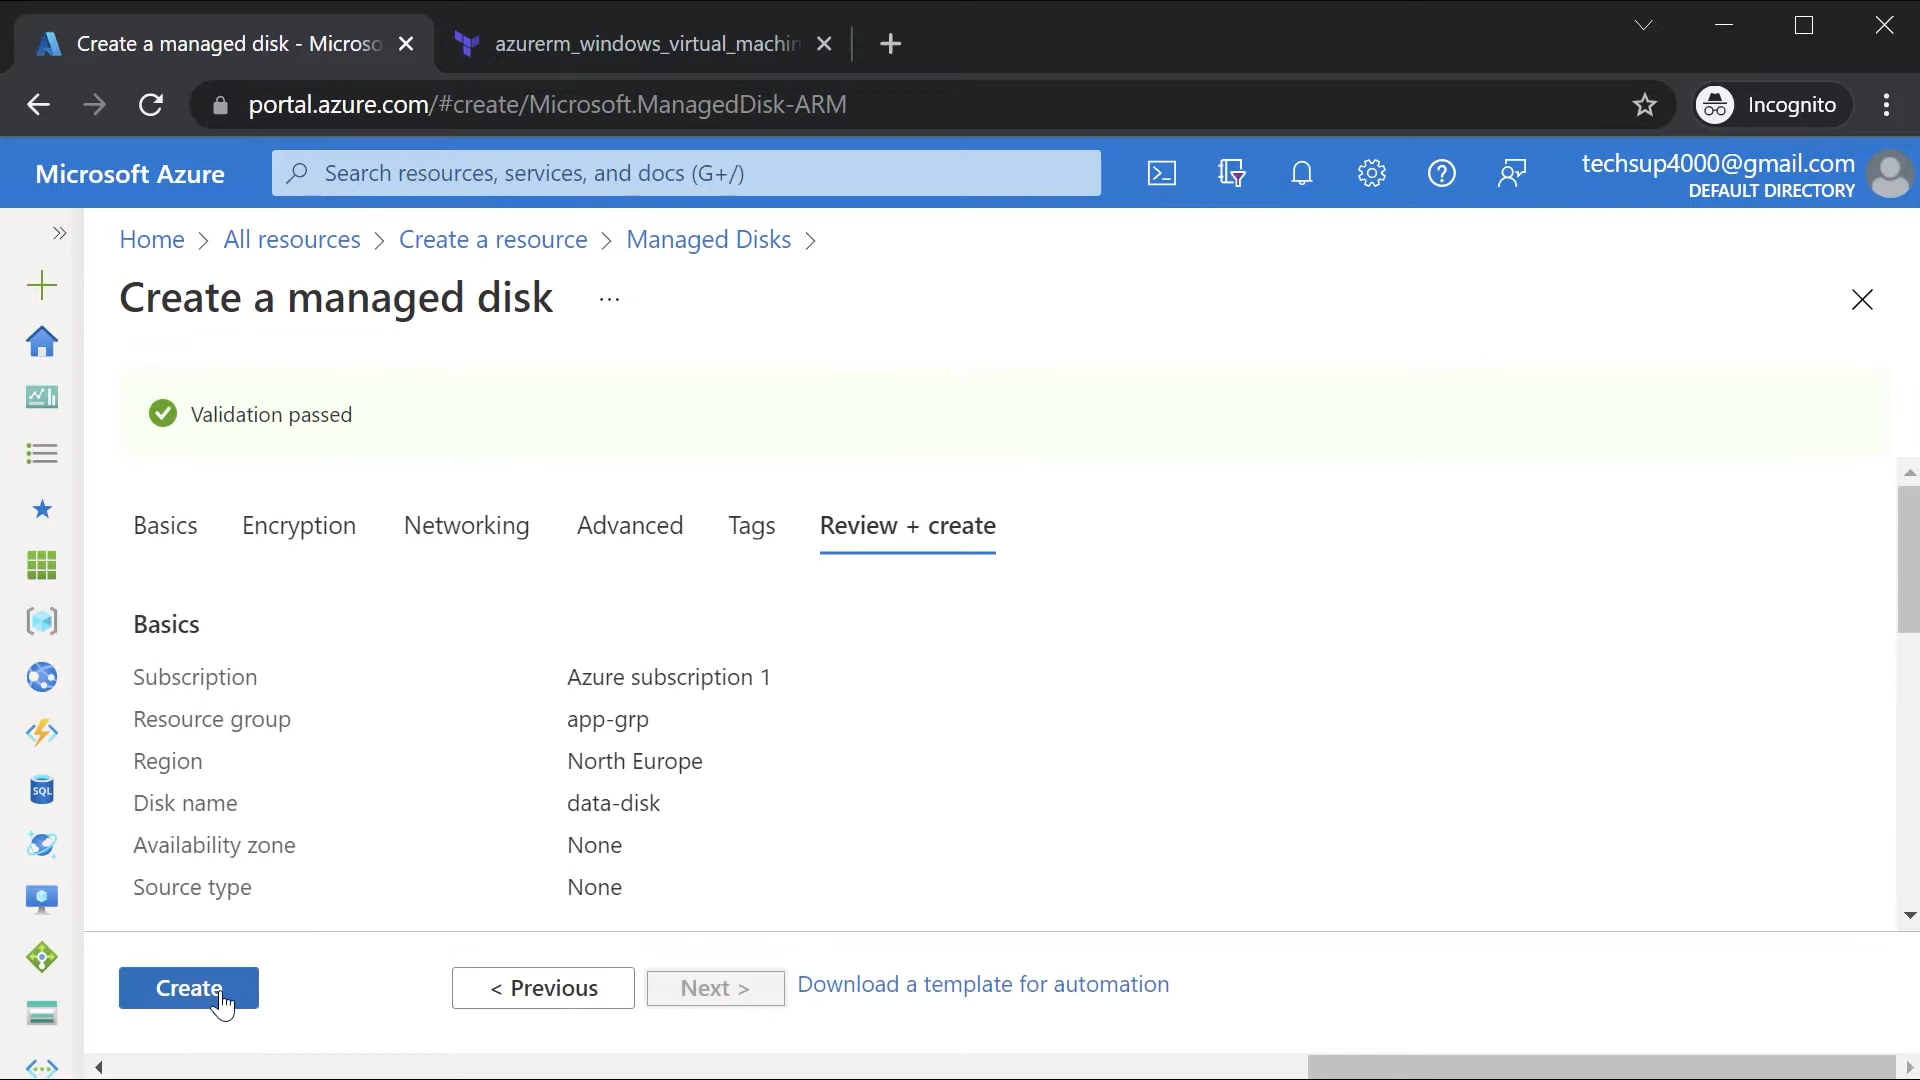 Create a managed disk - Microso
azurerm_windows_virtual_machin
portal.azure.com/#create/Microsoft.ManagedDisk-ARM
Incognito
Microsoft Azure
Search resources, services, and docs (G+/)
techsup4000@gmail.com
DEFAULT DIRECTORY
Home > All resources > Create a resource > Managed Disks >
Create a managed disk ...
Validation passed
Basics Encryption Networking Advanced Tags Review + create
Basics
Subscription Azure subscription 1
Resource group app-grp
Region North Europe
Disk name data-disk
Availability zone None
Source type None
SQL
Create < Previous Next > Download a template for automation